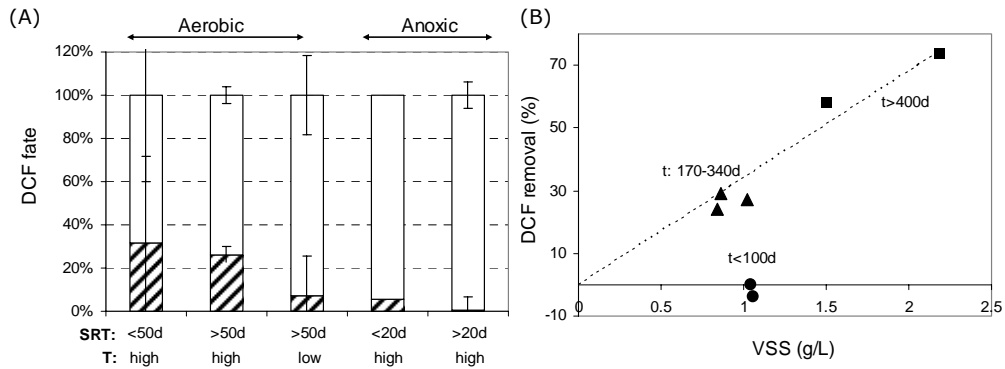 (A)
Aerobic Anoxic
120%
100%
80%
60%
40%
20%
0%
DCF fate
SRT: <50d >50d >50d <20d >20d
T: high high low high high
(B)
70
50
30
10
-10
DCF removal (%)
t>400d
t: 170-340d
t<100d
0 0.5 1 1.5 2 2.5
VSS (g/L)